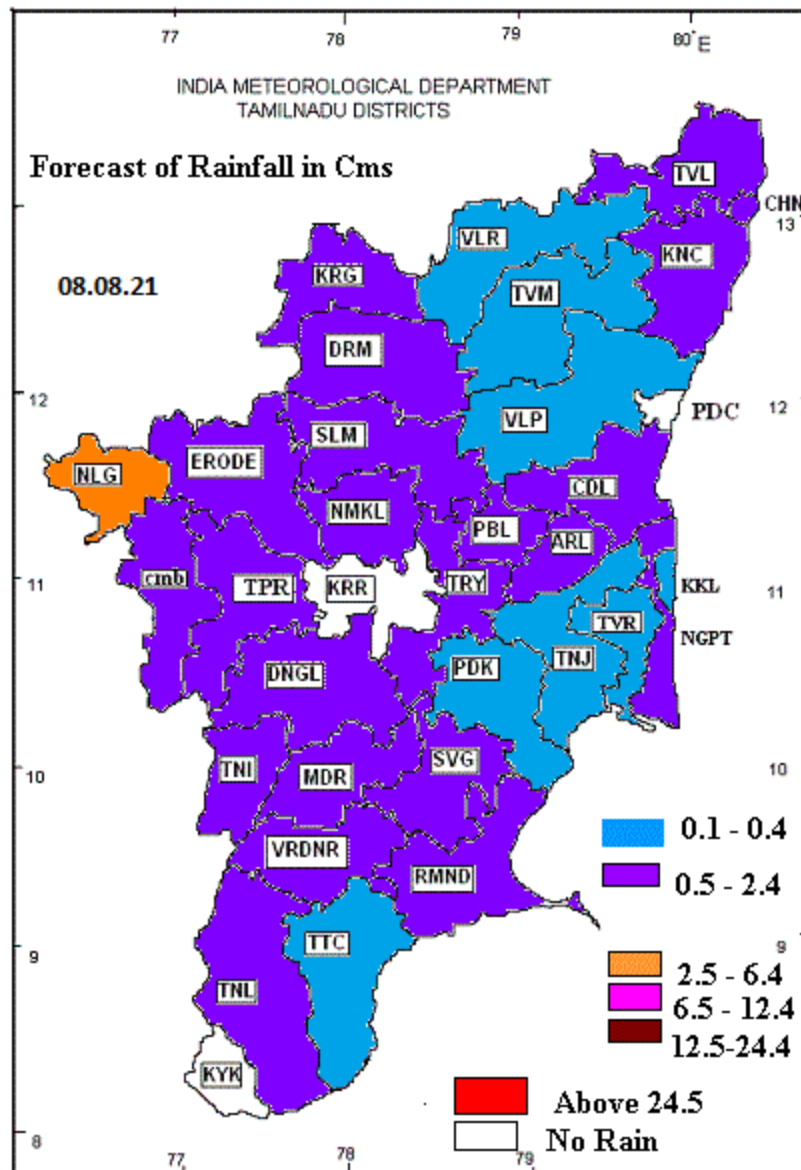 77 78 79 80°E
INDIA METEOROLOGICAL DEPARTMENT
TAMILNADU DISTRICTS
Forecast of Rainfall in Cms
TVL
CHN
13
VLR
KNC
KRG
08.08.21
TVM
DRM
12
12
PDC
VLP
SLM
ERODE
NLG
CDL
NMKL
PBL
ARL
11
cmb
TPR
KRR
TRY
KKL
11
TVR
NGPT
TNJ
PDK
DNGL
SVG
10
TNI
MDR
10
0.1 - 0.4
VRDNR
RMND
0.5 - 2.4
TTC
9
9
2.5 - 6.4
TNL
6.5 - 12.4
12.5-24.4
KYK
Above 24.5
8
No Rain
77 78 79